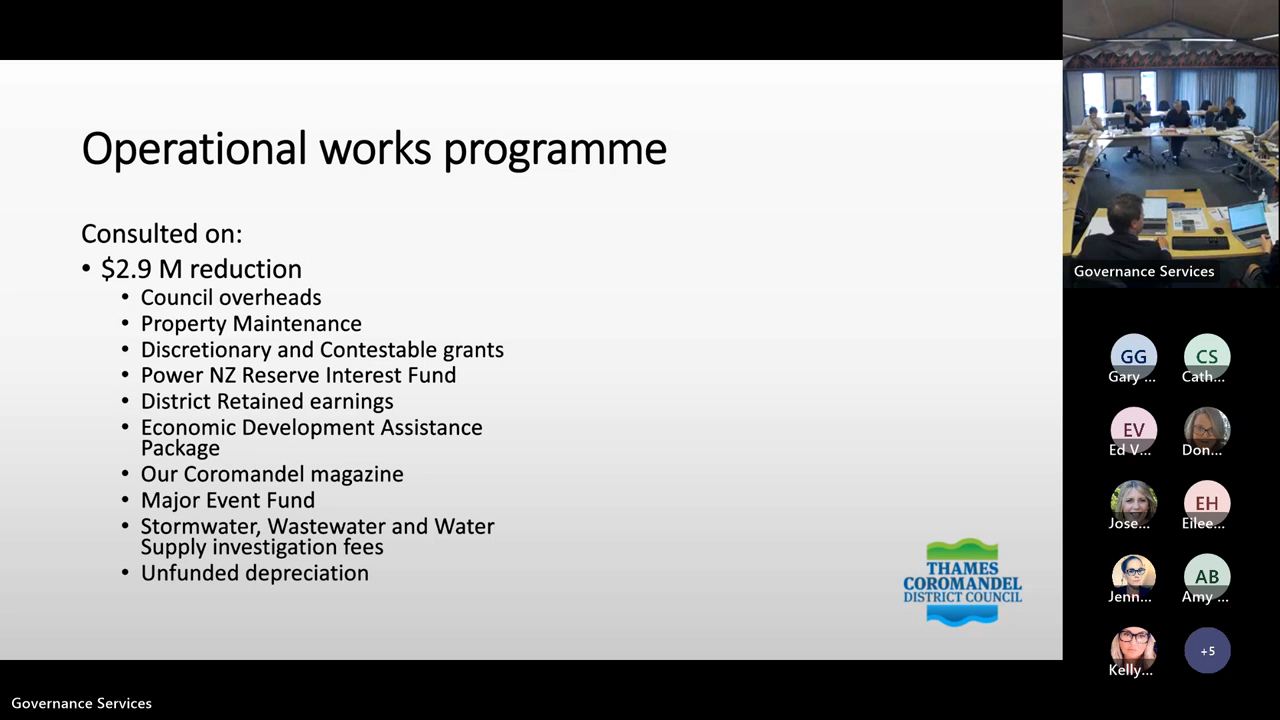 Operational works programme
Consulted on:
• $2.9 M reduction
• Council overheads
• Property Maintenance
• Discretionary and Contestable grants
• Power NZ Reserve Interest Fund
• District Retained earnings
• Economic Development Assistance
Package
• Our Coromandel magazine
• Major Event Fund
• Stormwater, Wastewater and Water
Supply investigation fees
• Unfunded depreciation
THAMES
COROMANDEL
DISTRICT COUNCIL
Governance Services
GG
Gary ...
CS
Cath...
EV
Ed V...
Don...
Jose...
EH
Eilee...
Jenn...
AB
Amy ...
Kelly...
+5
Governance Services